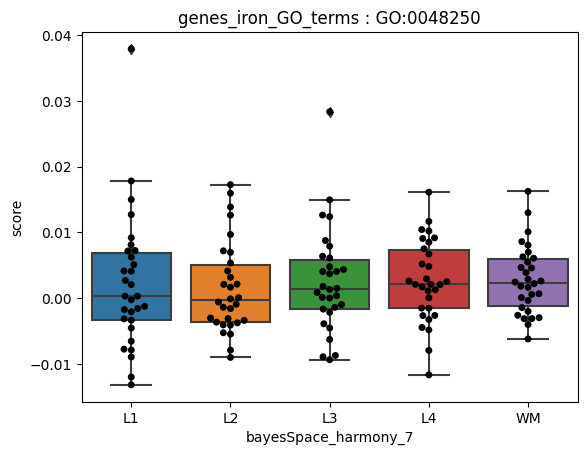 genes_iron_GO_terms : GO:0048250
0.04
0.03
0.02
0.01
0.00
−0.01
score
L1 L2 L3 L4 WM
bayesSpace_harmony_7